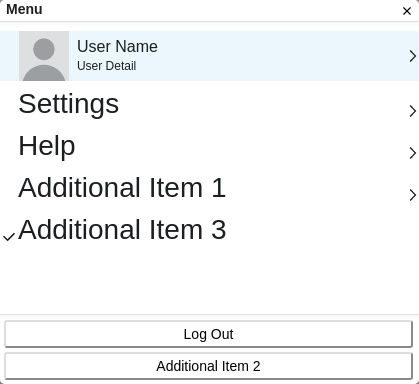 Menu
User Name
User Detail
Settings
Help
Additional Item 1
Additional Item 3
Log Out
Additional Item 2